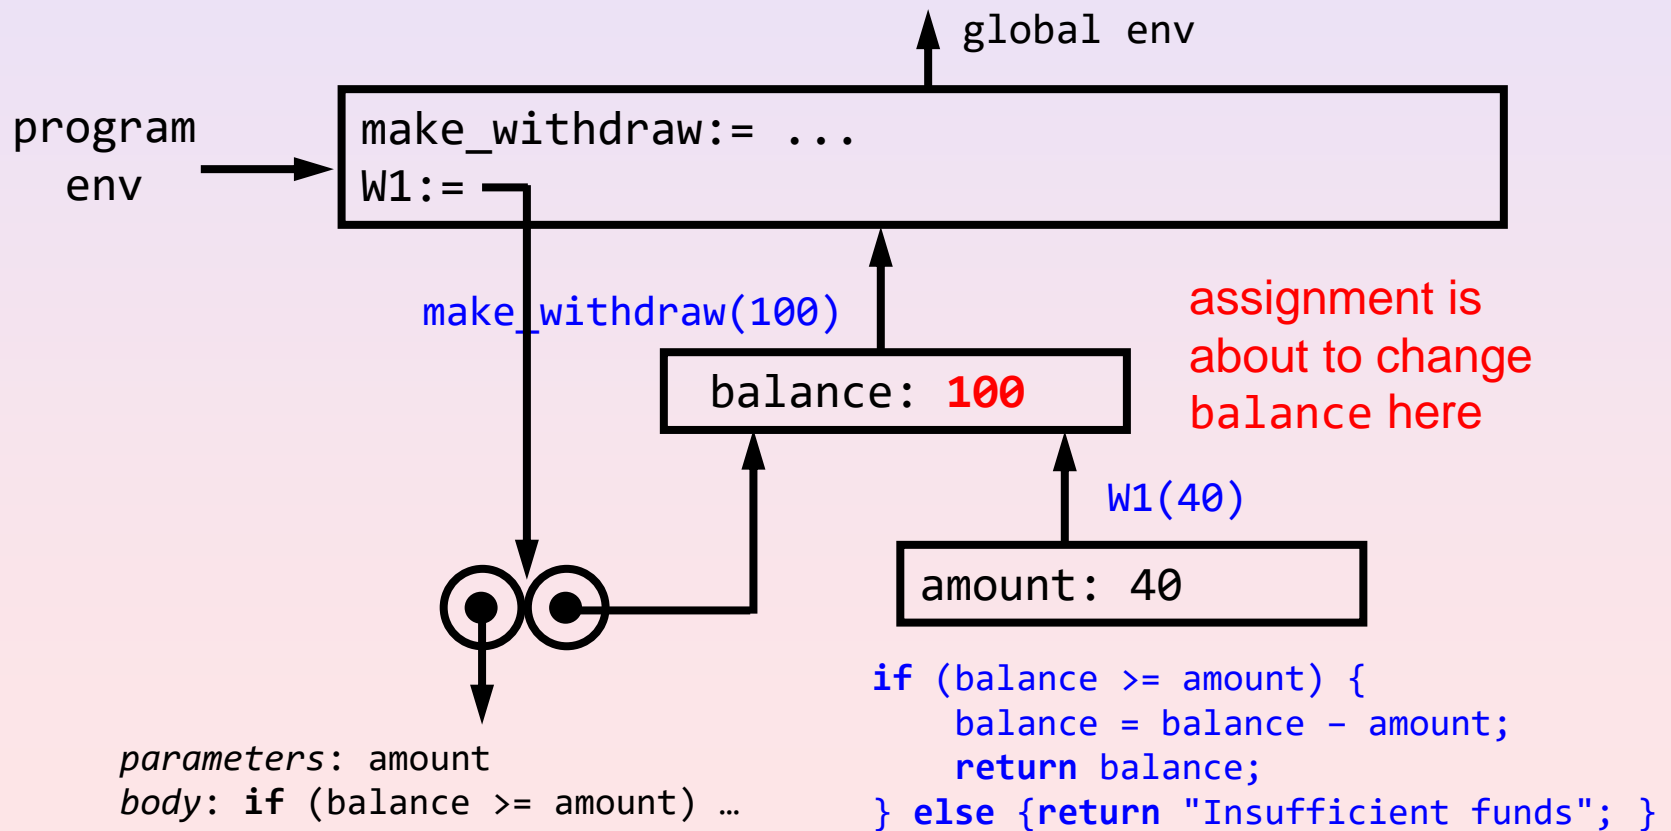 global env
program
env
make_withdraw:= ...
W1:=
make_withdraw(100)
assignment is
about to change
balance here
balance: 100
W1(40)
amount: 40
parameters: amount
body: if (balance >= amount) …
if (balance >= amount) {
    balance = balance – amount;
    return balance;
} else {return "Insufficient funds"; }